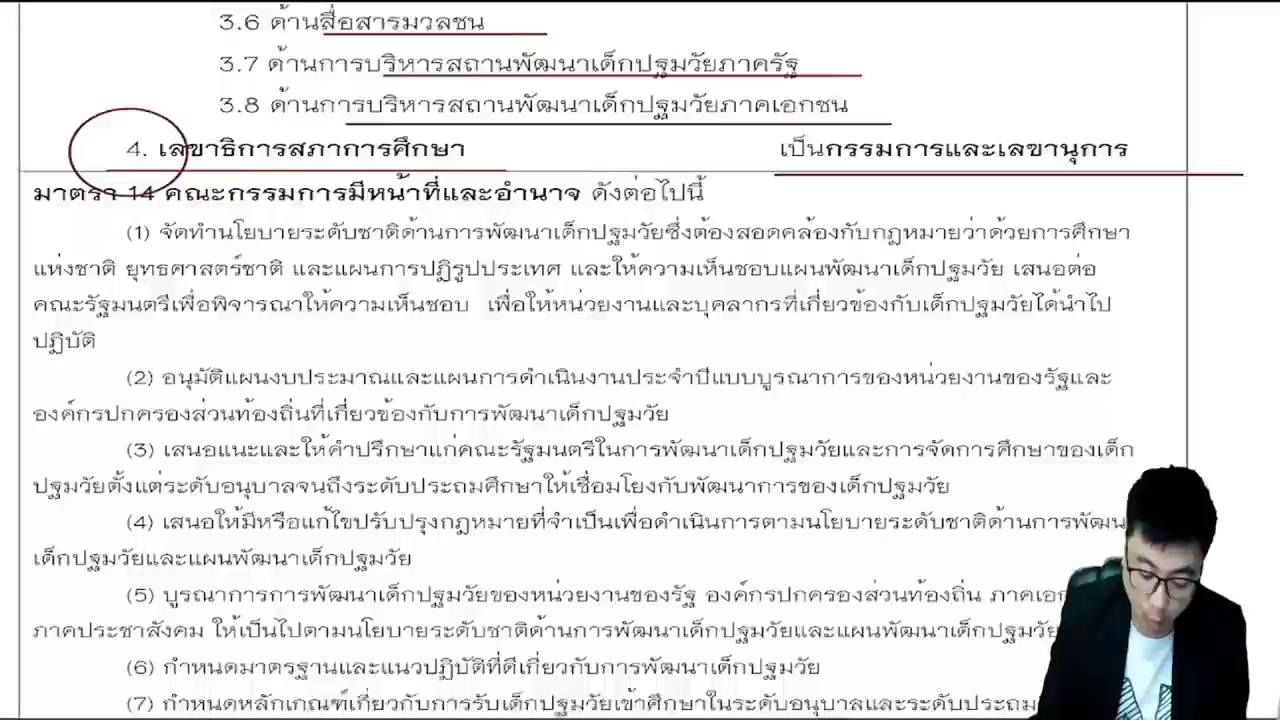 3.6 ด้านสื่อสารมวลชน
3.7 ด้านการบริหารสถานพัฒนาเด็กปฐมวัยภาครัฐ
3.8 ด้านการบริหารสถานพัฒนาเด็กปฐมวัยภาคเอกชน
4. เลขาธิการสภาการศึกษา เป็นกรรมการและเลขานุการ
มาตรา 14 คณะกรรมการมีหน้าที่และอำนาจ ดังต่อไปนี้
(1) จัดทำนโยบายระดับชาติด้านการพัฒนาเด็กปฐมวัยซึ่งต้องสอดคล้องกับกฎหมายว่าด้วยการศึกษา
แห่งชาติ ยุทธศาสตร์ชาติ และแผนการปฏิรูปประเทศ และให้ความเห็นชอบแผนพัฒนาเด็กปฐมวัย เสนอต่อ
คณะรัฐมนตรีเพื่อพิจารณาให้ความเห็นชอบ เพื่อให้หน่วยงานและบุคลากรที่เกี่ยวข้องกับเด็กปฐมวัยได้นำไป
ปฏิบัติ
(2) อนุมัติแผนงบประมาณและแผนการดำเนินงานประจำปีแบบบูรณาการของหน่วยงานของรัฐและ
องค์กรปกครองส่วนท้องถิ่นที่เกี่ยวข้องกับการพัฒนาเด็กปฐมวัย
(3) เสนอแนะและให้คำปรึกษาแก่คณะรัฐมนตรีในการพัฒนาเด็กปฐมวัยและการจัดการศึกษาของเด็ก
ปฐมวัยตั้งแต่ระดับอนุบาลจนถึงระดับประถมศึกษาให้เชื่อมโยงกับพัฒนาการของเด็กปฐมวัย
(4) เสนอให้มีหรือแก้ไขปรับปรุงกฎหมายที่จำเป็นเพื่อดำเนินการตามนโยบายระดับชาติด้านการพัฒน
เด็กปฐมวัยและแผนพัฒนาเด็กปฐมวัย
(5) บูรณาการการพัฒนาเด็กปฐมวัยของหน่วยงานของรัฐ องค์กรปกครองส่วนท้องถิ่น ภาคเอก
ภาคประชาสังคม ให้เป็นไปตามนโยบายระดับชาติด้านการพัฒนาเด็กปฐมวัยและแผนพัฒนาเด็กปฐมวัย
(6) กำหนดมาตรฐานและแนวปฏิบัติที่ดีเกี่ยวกับการพัฒนาเด็กปฐมวัย
(7) กำหนดหลักเกณฑ์เกี่ยวกับการรับเด็กปฐมวัยเข้าศึกษาในระดับอนุบาลและระดับประถม